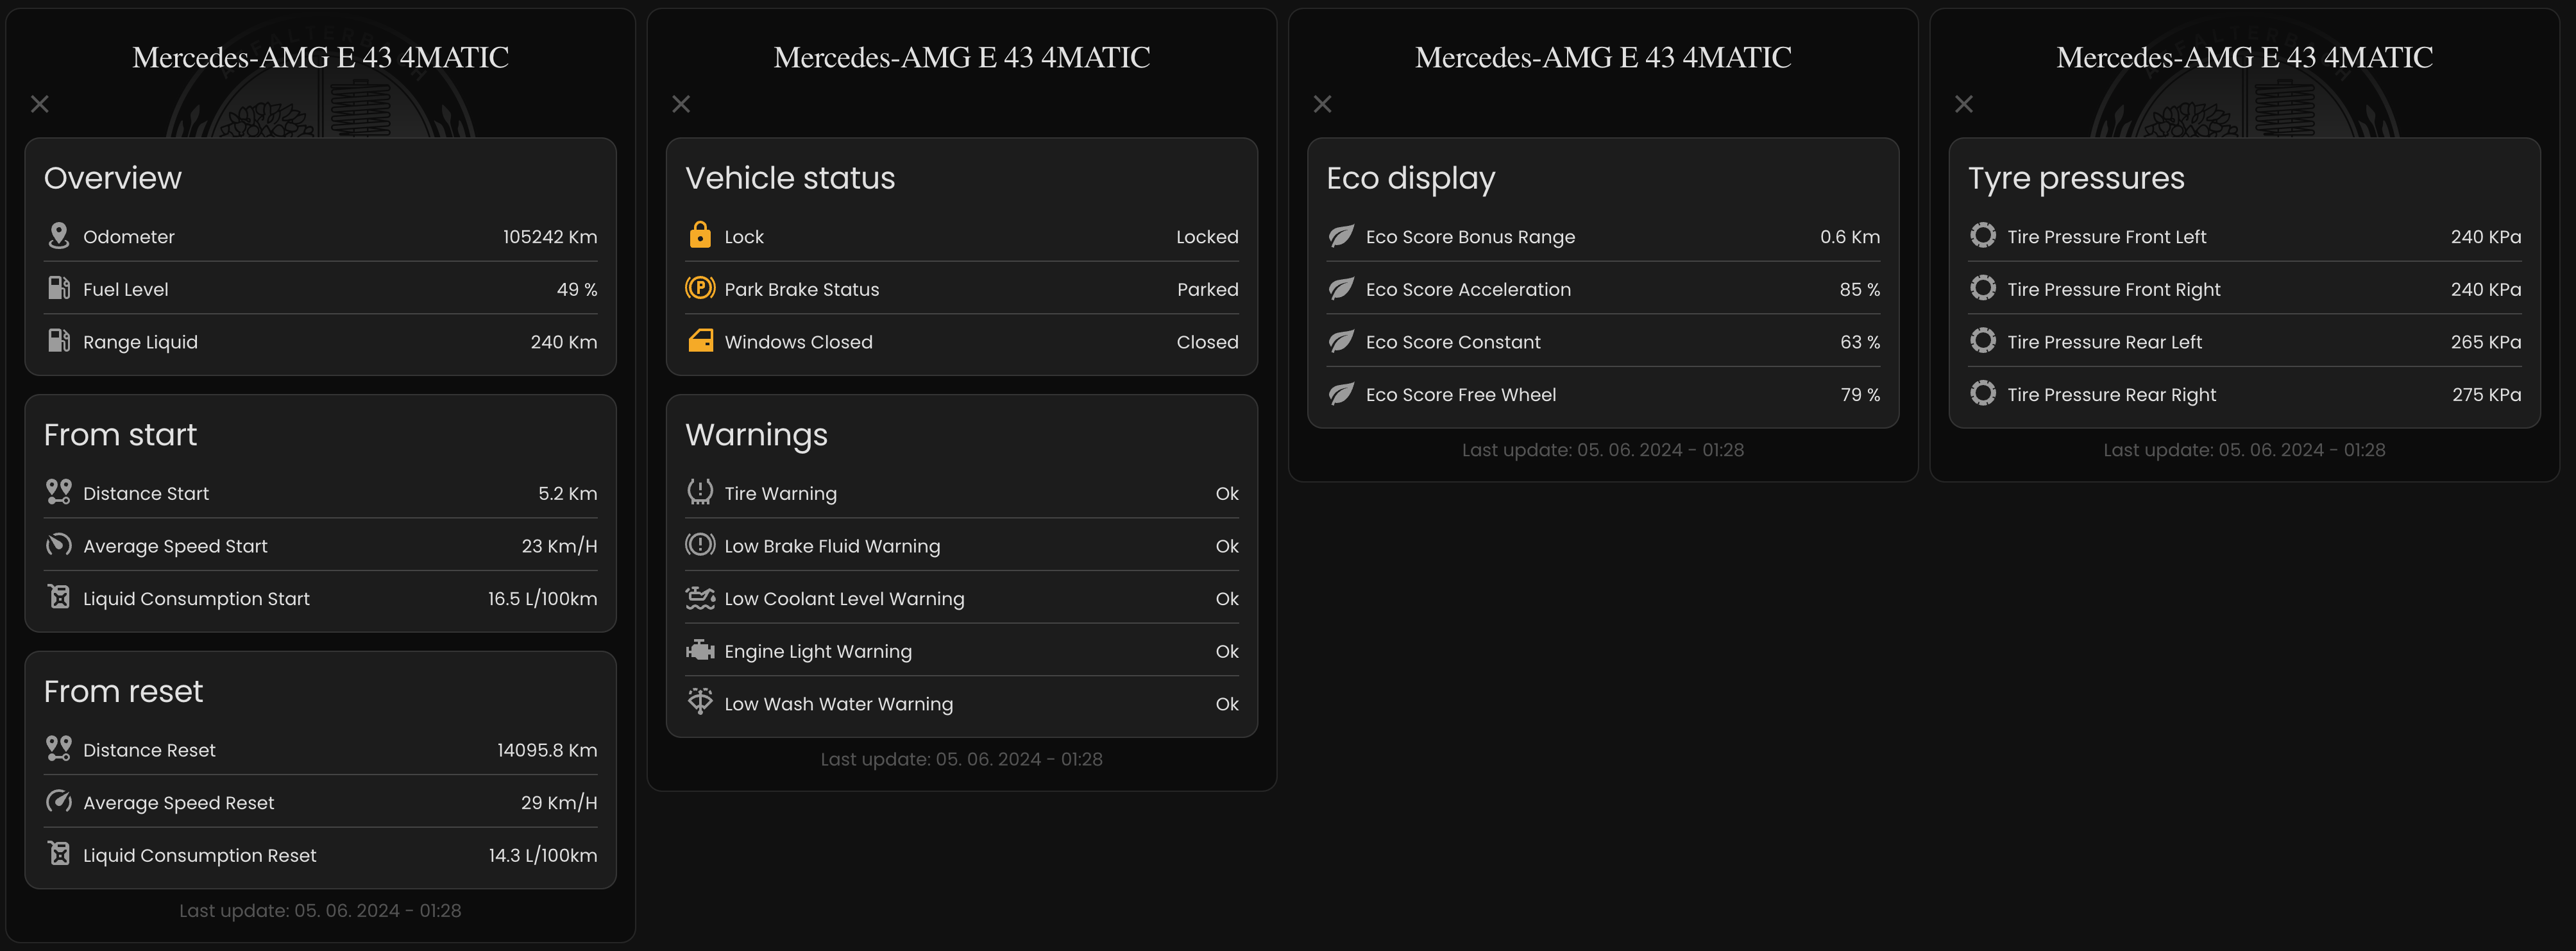 Mercedes-AMG E 43 4MATIC
Overview
Odometer 105242 Km
Fuel Level 49 %
Range Liquid 240 Km
From start
Distance Start 5.2 Km
Average Speed Start 23 Km/H
Liquid Consumption Start 16.5 L/100km
From reset
Distance Reset 14095.8 Km
Average Speed Reset 29 Km/H
Liquid Consumption Reset 14.3 L/100km
Last update: 05. 06. 2024 - 01:28
Mercedes-AMG E 43 4MATIC
Vehicle status
Lock Locked
Park Brake Status Parked
Windows Closed Closed
Warnings
Tire Warning Ok
Low Brake Fluid Warning Ok
Low Coolant Level Warning Ok
Engine Light Warning Ok
Low Wash Water Warning Ok
Last update: 05. 06. 2024 - 01:28
Mercedes-AMG E 43 4MATIC
Eco display
Eco Score Bonus Range 0.6 Km
Eco Score Acceleration 85 %
Eco Score Constant 63 %
Eco Score Free Wheel 79 %
Last update: 05. 06. 2024 - 01:28
Mercedes-AMG E 43 4MATIC
Tyre pressures
Tire Pressure Front Left 240 KPa
Tire Pressure Front Right 240 KPa
Tire Pressure Rear Left 265 KPa
Tire Pressure Rear Right 275 KPa
Last update: 05. 06. 2024 - 01:28